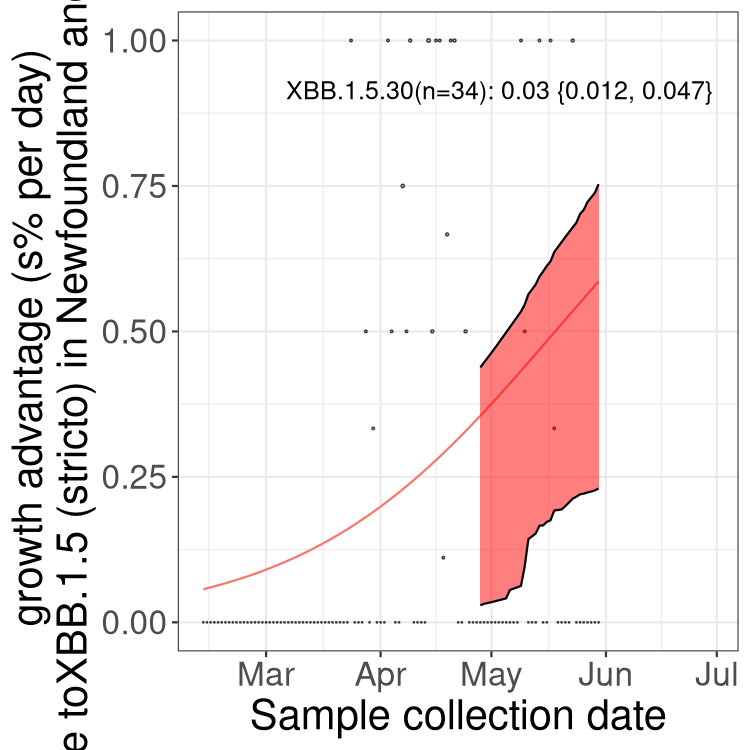 growth advantage (s% per day)
toXBB.1.5 (stricto) in Newfoundland
1.00
0.75
0.50
0.25
0.00
XBB.1.5.30(n=34): 0.03 {0.012, 0.047}
Mar Apr May Jun Jul
Sample collection date